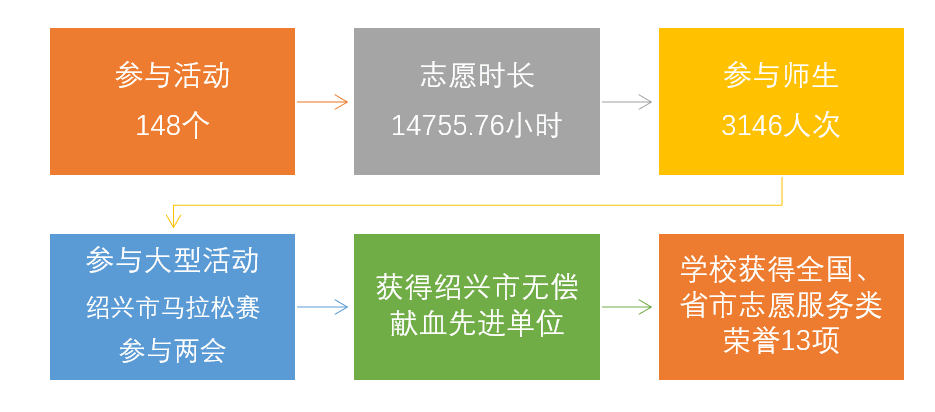 参与活动
148个
志愿时长
14755.76小时
参与师生
3146人次
参与大型活动
绍兴市马拉松赛
参与两会
获得绍兴市无偿
献血先进单位
学校获得全国、
省市志愿服务类
荣誉13项